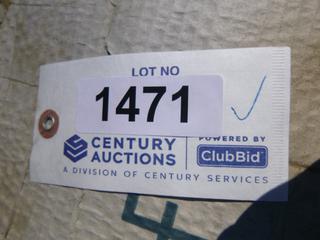 LOT NO
1471
CENTURY AUCTIONS
POWERED BY
ClubBid
A DIVISION OF CENTURY SERVICES